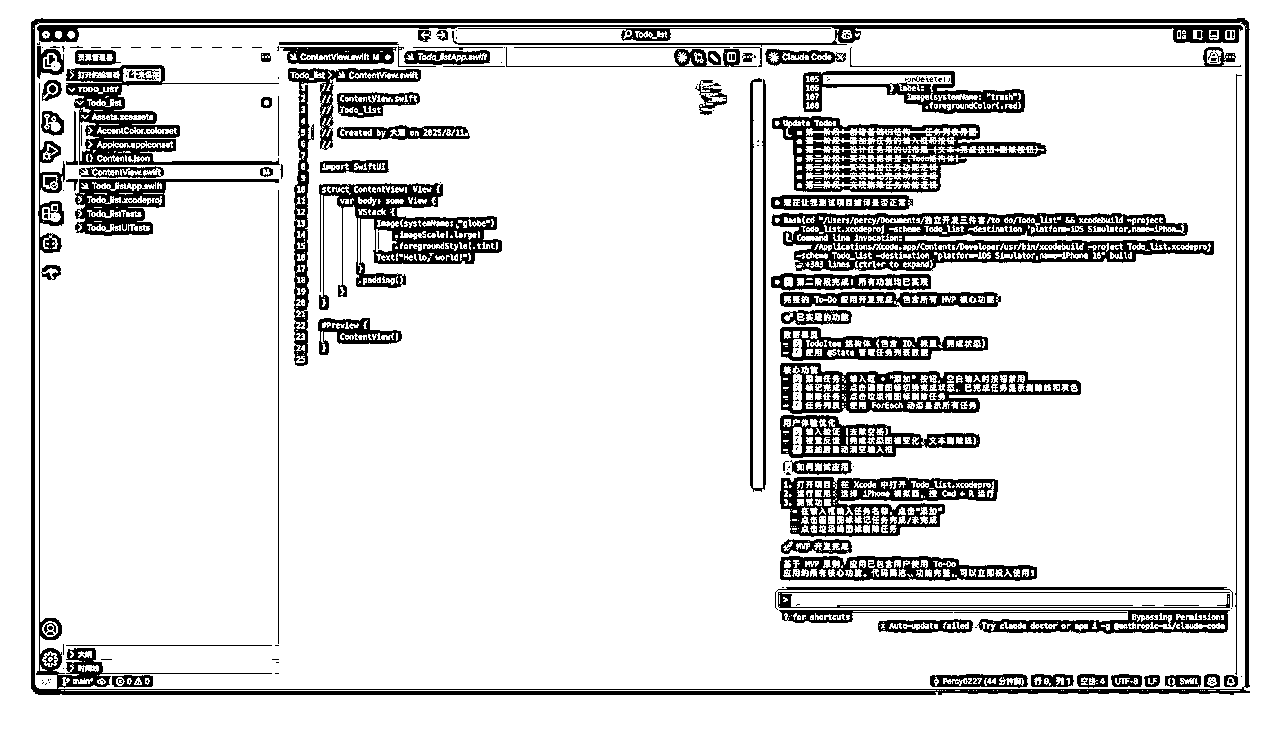 Todo_list
资源管理器
打开的编辑器 1个未保存
TODO_LIST
Todo_list
Assets.xcassets
AccentColor.colorset
AppIcon.appiconset
{} Contents.json
ContentView.swift M
Todo_listApp.swift
Todo_list.xcodeproj
Todo_listTests
Todo_listUITests
大纲
时间线
ContentView.swift M
Todo_listApp.swift
Todo_list > ContentView.swift
1 //
2 // ContentView.swift
3 // Todo_list
4 //
5 // Created by 大 on 2025/8/11.
6 //
7
8 import SwiftUI
9
10 struct ContentView: View {
11 var body: some View {
12 VStack {
13 Image(systemName: "globe")
14 .imageScale(.large)
15 .foregroundStyle(.tint)
16 Text("Hello, world!")
17 }
18 .padding()
19 }
20 }
21
22 #Preview {
23 ContentView()
24 }
25
Claude Code
105 onDelete()
106 } label: {
107 Image(systemName: "trash")
108 .foregroundColor(.red)
Update Todos
第一阶段：创建基础UI结构 - 任务列表界面
第一阶段：添加新任务的输入框和按钮
第一阶段：设计任务项的UI布局（文本+完成按钮+删除按钮）
第二阶段：实现数据模型（Todo结构体）
第二阶段：实现删除任务功能逻辑
现在让我测试项目编译是否正常：
Bash(cd "/Users/percy/Documents/独立开发三件套/to do/Todo_list" && xcodebuild -project
Todo_list.xcodeproj -scheme Todo_list -destination 'platform=iOS Simulator,name=iPhone…)
Command line invocation:
/Applications/Xcode.app/Contents/Developer/usr/bin/xcodebuild -project Todo_list.xcodeproj
-scheme Todo_list -destination "platform=iOS Simulator,name=iPhone 16" build
… +303 lines (ctrl+r to expand)
第二阶段完成！所有功能均已实现
完整的 To-Do 应用开发完成，包含所有 MVP 核心功能：
已实现的功能
数据模型
- TodoItem 结构体（包含 ID、标题、完成状态）
- 使用 @State 管理任务列表数据
核心功能
- 添加任务：输入框 + "添加" 按钮，空白输入时按钮禁用
- 标记完成：点击圆圈图标切换完成状态，已完成任务显示删除线和灰色
- 删除任务：点击垃圾桶图标删除任务
- 任务列表：使用 ForEach 动态显示所有任务
用户体验优化
- 输入验证（去除空格）
- 视觉反馈（完成状态图标变化、文本删除线）
- 添加后自动清空输入框
如何测试应用
1. 打开项目：在 Xcode 中打开 Todo_list.xcodeproj
2. 运行应用：选择 iPhone 模拟器，按 Cmd + R 运行
3. 测试功能：
- 在输入框输入任务名称，点击"添加"
- 点击圆圈图标标记任务完成/未完成
- 点击垃圾桶图标删除任务
MVP 开发完成
基于 MVP 原则，应用已包含用户使用 To-Do
应用的所有核心功能。代码简洁、功能完整，可以立即投入使用！
>
? for shortcuts
Bypassing Permissions
Auto-update failed · Try claude doctor or npm i -g @anthropic-ai/claude-code
main*
0 0
Percy0227 (44 分钟前)
行 9, 列 1
空格: 4
UTF-8
LF
{} Swift